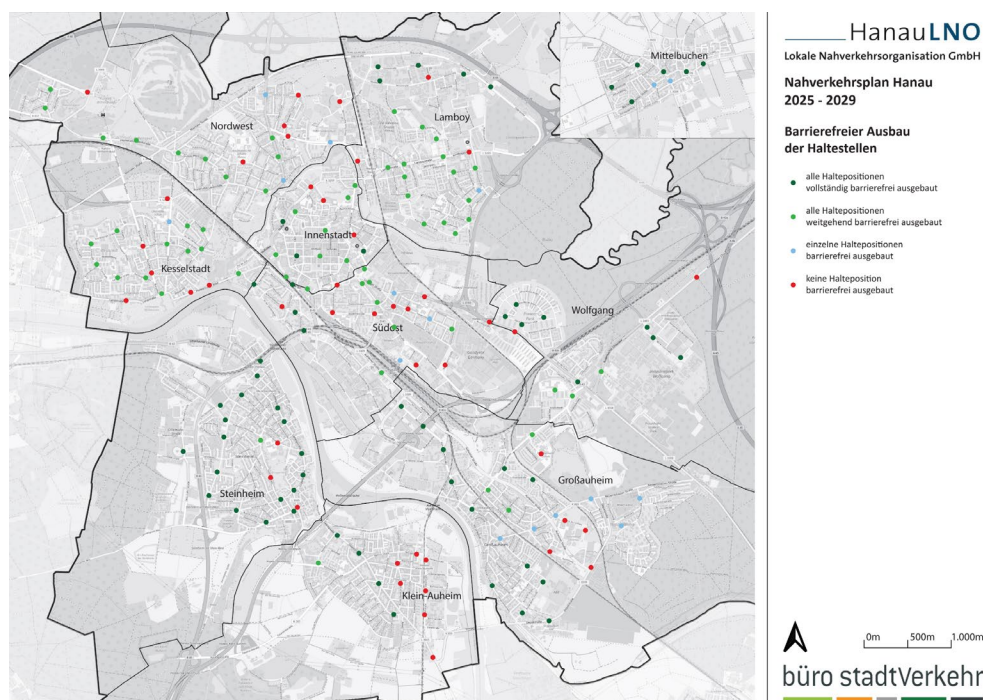 Mittelbuchen
Nordwest
Lamboy
Innenstadt
Kesselstadt
Südost
Wolfgang
Steinheim
Großauheim
Klein-Auheim
HanauLNO
Lokale Nahverkehrsorganisation GmbH
Nahverkehrsplan Hanau
2025 - 2029
Barrierefreier Ausbau
der Haltestellen
alle Haltepositionen
vollständig barrierefrei ausgebaut
alle Haltepositionen
weitgehend barrierefrei ausgebaut
einzelne Haltepositionen
barrierefrei ausgebaut
keine Halteposition
barrierefrei ausgebaut
0m 500m 1.000m
büro stadtVerkehr